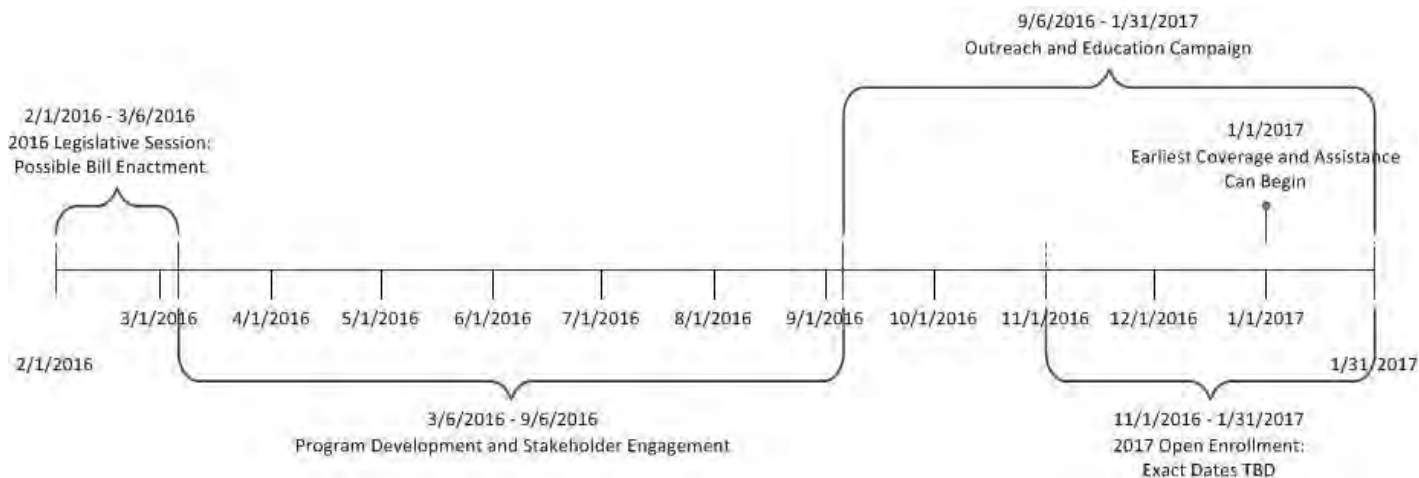 9/6/2016 - 1/31/2017
Outreach and Education Campaign
2/1/2016 - 3/6/2016
2016 Legislative Session:
Possible Bill Enactment
1/1/2017
Earliest Coverage and Assistance
Can Begin
3/1/2016 4/1/2016 5/1/2016 6/1/2016 7/1/2016 8/1/2016 9/1/2016 10/1/2016 11/1/2016 12/1/2016 1/1/2017
2/1/2016 1/31/2017
3/6/2016 - 9/6/2016
Program Development and Stakeholder Engagement
11/1/2016 - 1/31/2017
2017 Open Enrollment:
Exact Dates TBD